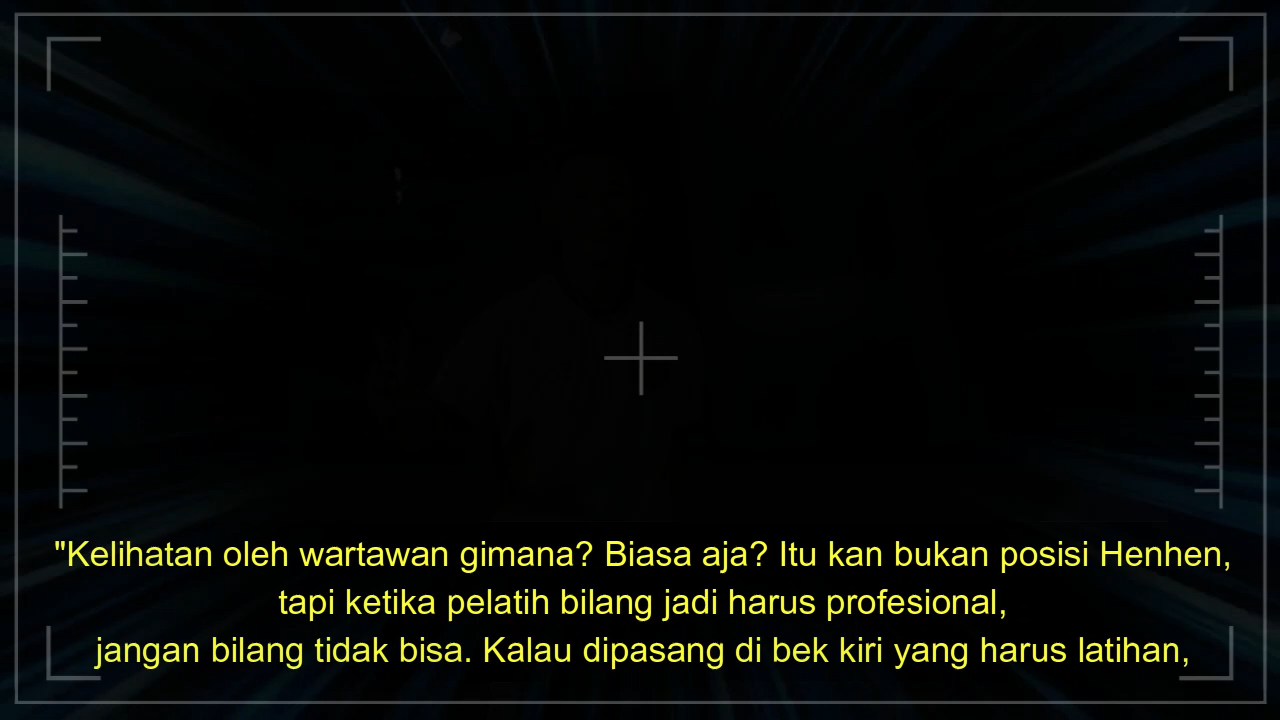 "Kelihatan oleh wartawan gimana? Biasa aja? Itu kan bukan posisi Henhen,
tapi ketika pelatih bilang jadi harus profesional,
jangan bilang tidak bisa. Kalau dipasang di bek kiri yang harus latihan,